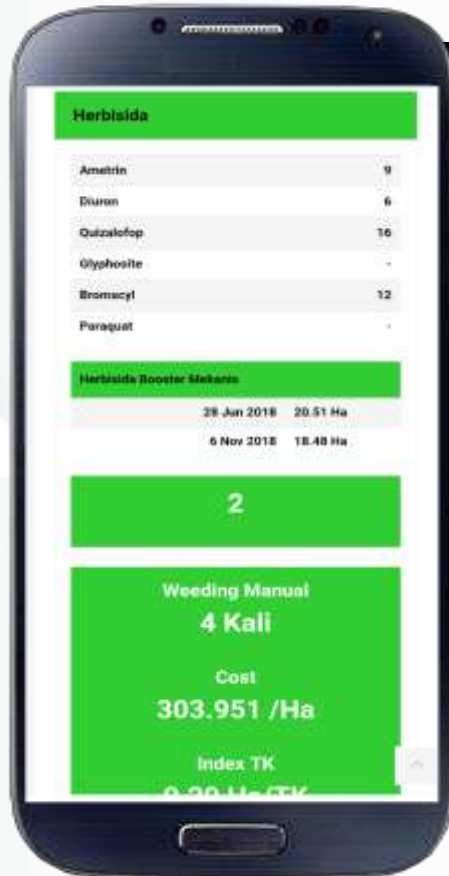 Herbisida
Ametrin 9
Diuron 6
Quizalofop 16
Glyphosite -
Bromacyl 12
Paraquat -
Herbisida Booster Mekanis
28 Jun 2018 20.51 Ha
6 Nov 2018 18.48 Ha
2
Weeding Manual
4 Kali
Cost
303.951 /Ha
Index TK